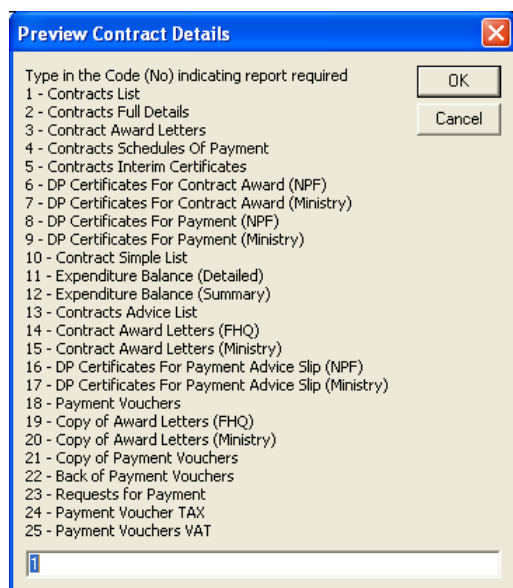 Preview Contract Details
Type in the Code (No) indicating report required
OK
1 - Contracts List
2 - Contracts Full Details
Cancel
3 - Contract Award Letters
4 - Contracts Schedules Of Payment
5 - Contracts Interim Certificates
6 - DP Certificates For Contract Award (NPF)
7 - DP Certificates For Contract Award (Ministry)
8 - DP Certificates For Payment (NPF)
9 - DP Certificates For Payment (Ministry)
10 - Contract Simple List
11 - Expenditure Balance (Detailed)
12 - Expenditure Balance (Summary)
13 - Contracts Advice List
14 - Contract Award Letters (FHQ)
15 - Contract Award Letters (Ministry)
16 - DP Certificates For Payment Advice Slip (NPF)
17 - DP Certificates For Payment Advice Slip (Ministry)
18 - Payment Vouchers
19 - Copy of Award Letters (FHQ)
20 - Copy of Award Letters (Ministry)
21 - Copy of Payment Vouchers
22 - Back of Payment Vouchers
23 - Requests for Payment
24 - Payment Voucher TAX
25 - Payment Vouchers VAT
1